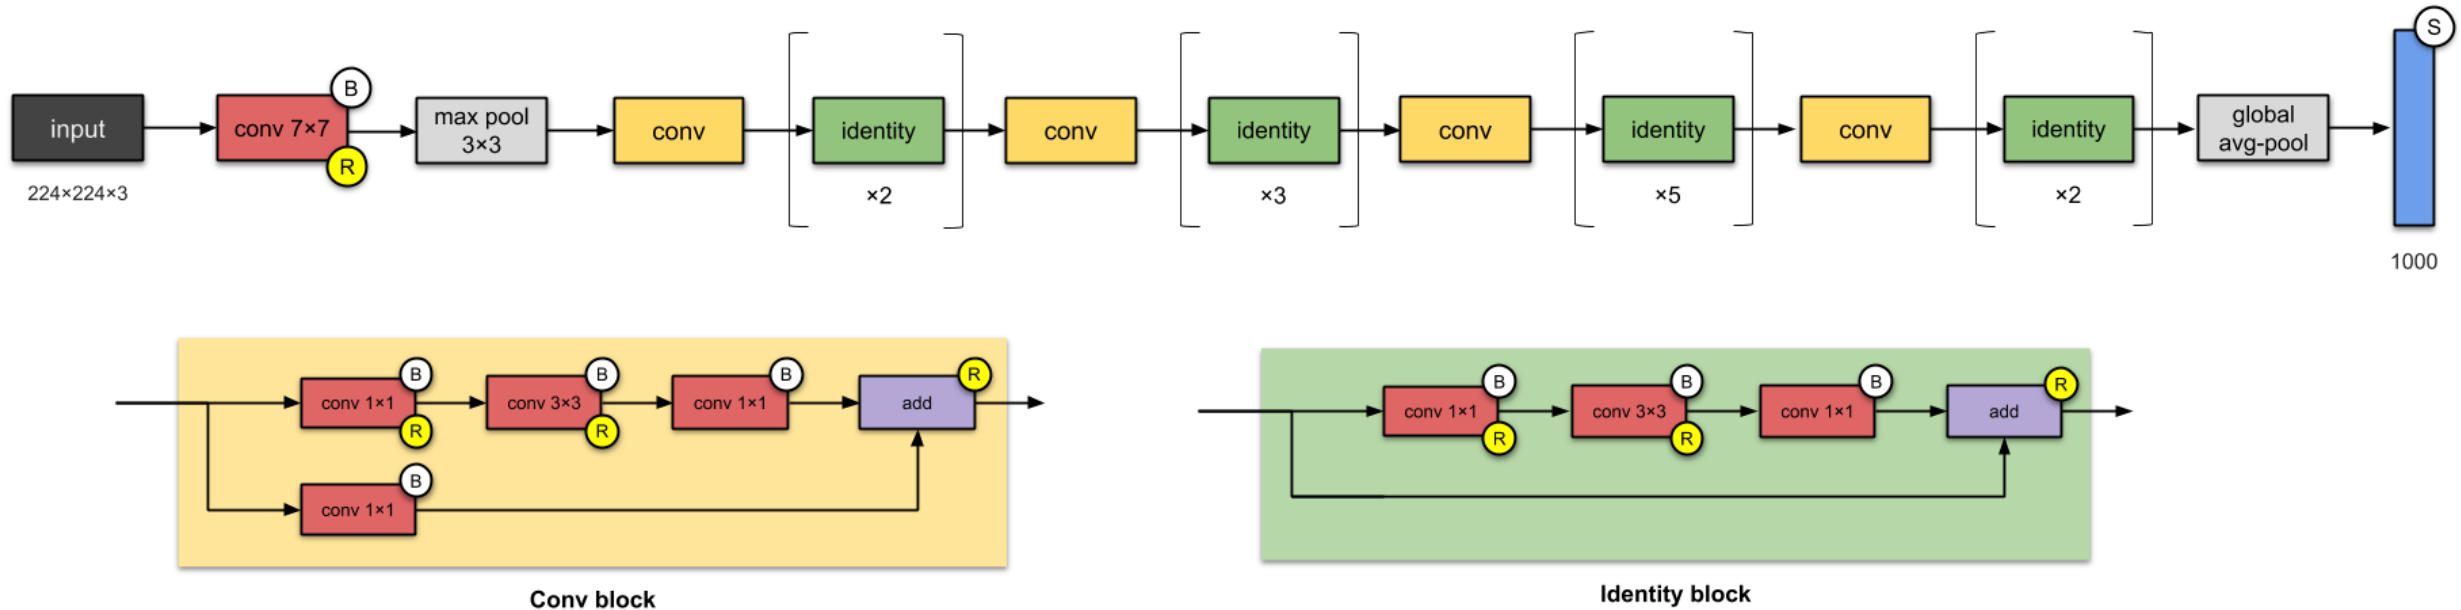 input
224×224×3
conv 7×7
B
R
max pool
3×3
conv
identity
×2
conv
identity
×3
conv
identity
×5
conv
identity
×2
global
avg-pool
S
1000
conv 1×1
B
R
conv 3×3
B
R
conv 1×1
B
add
R
conv 1×1
B
Conv block
conv 1×1
B
R
conv 3×3
B
R
conv 1×1
B
add
R
Identity block